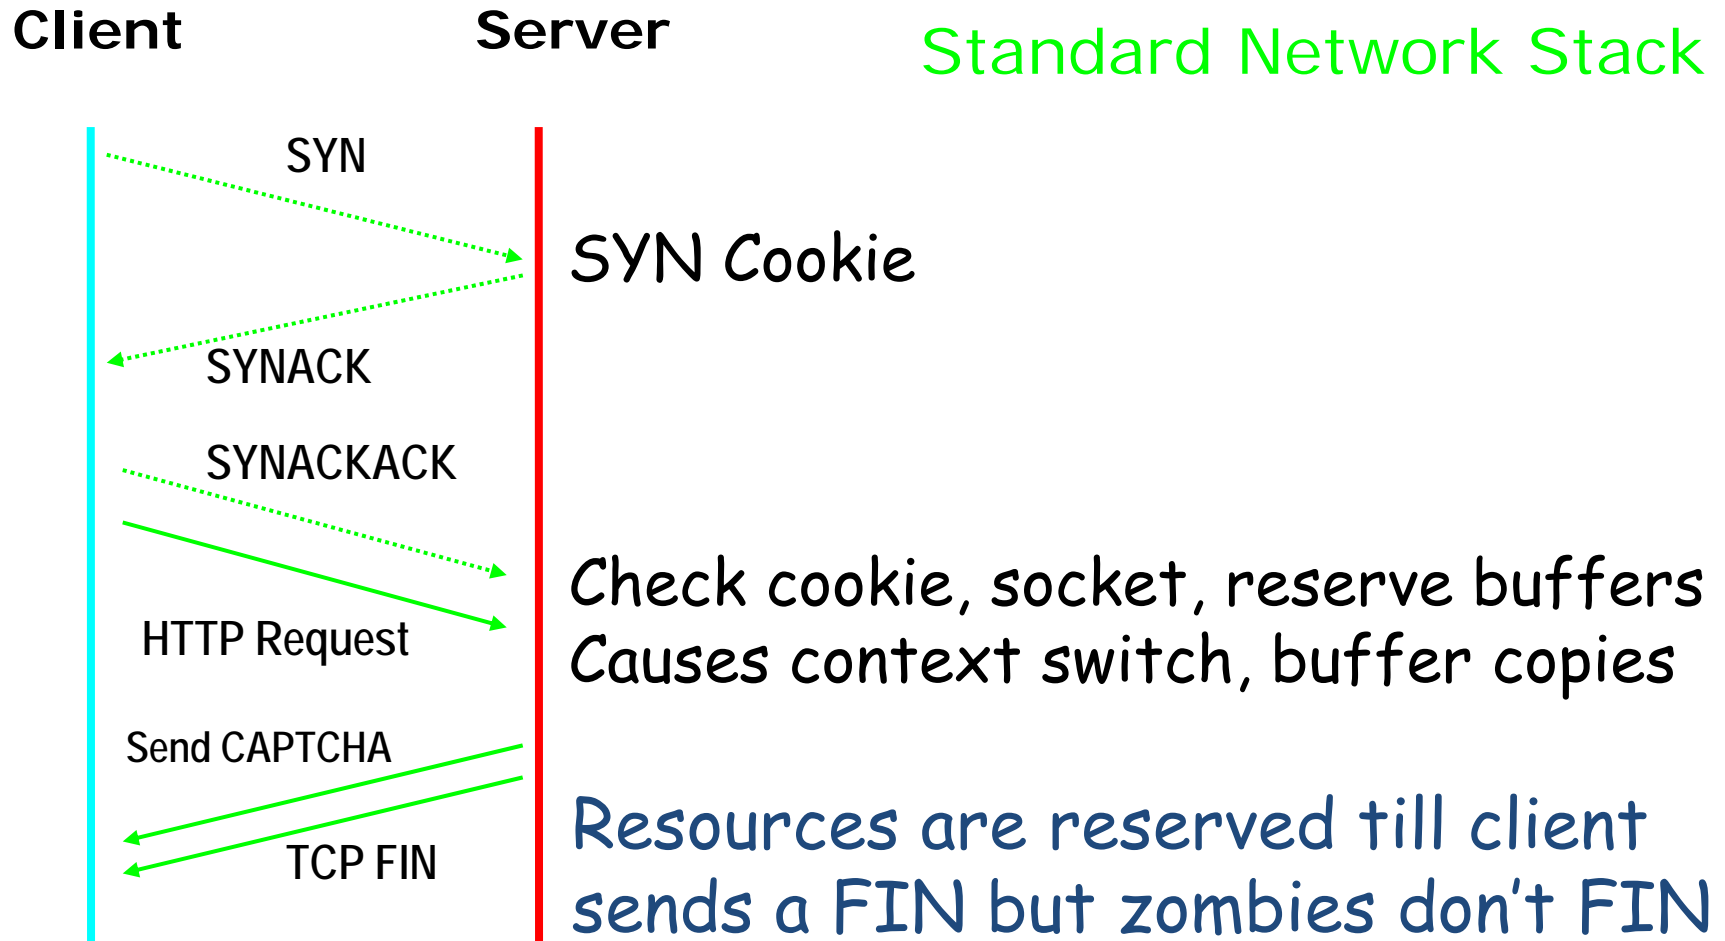 Client
Server
Standard Network Stack
SYN
SYN Cookie
SYNACK
SYNACKACK
Check cookie, socket, reserve buffers
HTTP Request
Causes context switch, buffer copies
Send CAPTCHA
Resources are reserved till client
TCP FIN
sends a FIN but zombies don’t FIN